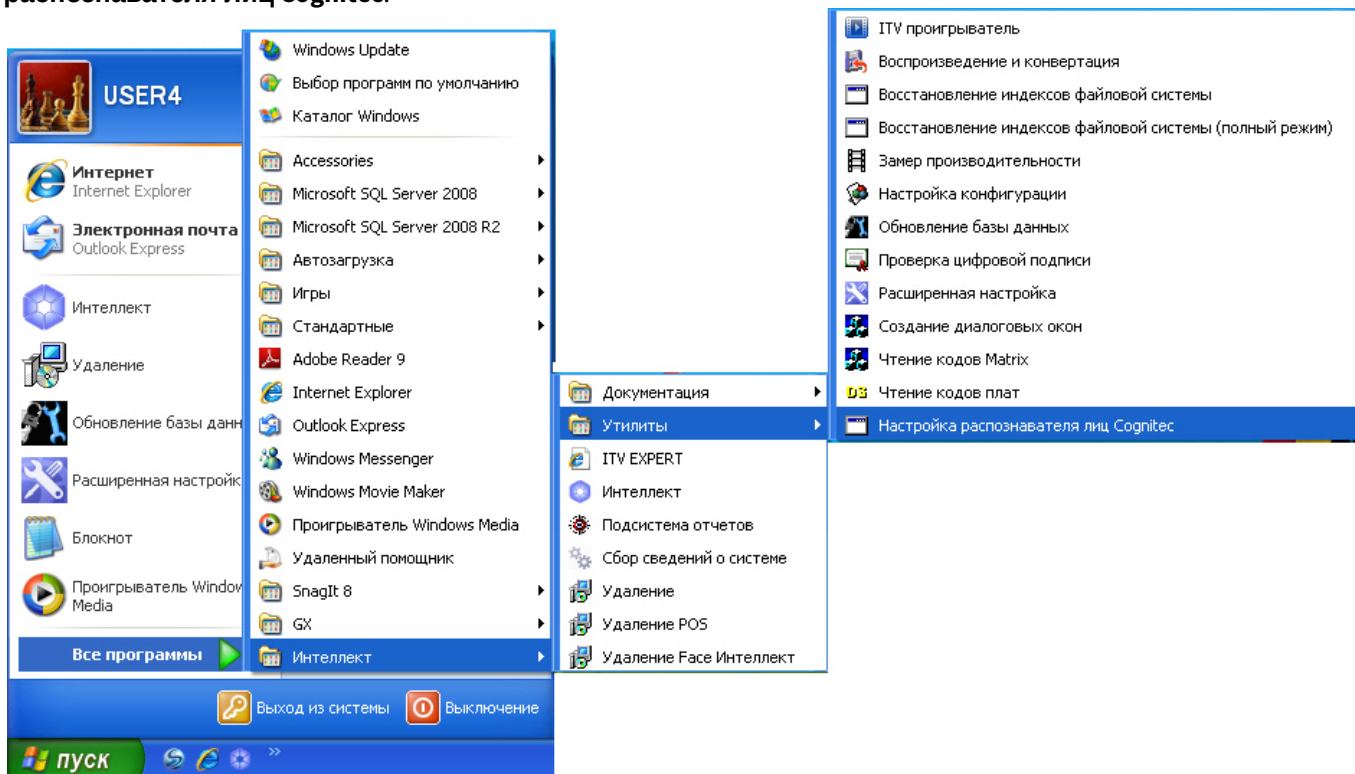 распознавателя лиц Cognitec.
USER4
Интернет
Internet Explorer
Электронная почта
Outlook Express
Интеллект
Удаление
Обновление базы данн
Расширенная настройк
Блокнот
Проигрыватель Window
Media
Все программы
Выход из системы
Выключение
пуск
»
Windows Update
Выбор программ по умолчанию
Каталог Windows
Accessories
Microsoft SQL Server 2008
Microsoft SQL Server 2008 R2
Автозагрузка
Игры
Стандартные
Adobe Reader 9
Internet Explorer
Outlook Express
Windows Messenger
Windows Movie Maker
Проигрыватель Windows Media
Удаленный помощник
SnagIt 8
GX
Интеллект
Документация
Утилиты
ITV EXPERT
Интеллект
Подсистема отчетов
Сбор сведений о системе
Удаление
Удаление POS
Удаление Face Интеллект
ITV проигрыватель
Воспроизведение и конвертация
Восстановление индексов файловой системы
Восстановление индексов файловой системы (полный режим)
Замер производительности
Настройка конфигурации
Обновление базы данных
Проверка цифровой подписи
Расширенная настройка
Создание диалоговых окон
Чтение кодов Matrix
Чтение кодов плат
Настройка распознавателя лиц Cognitec